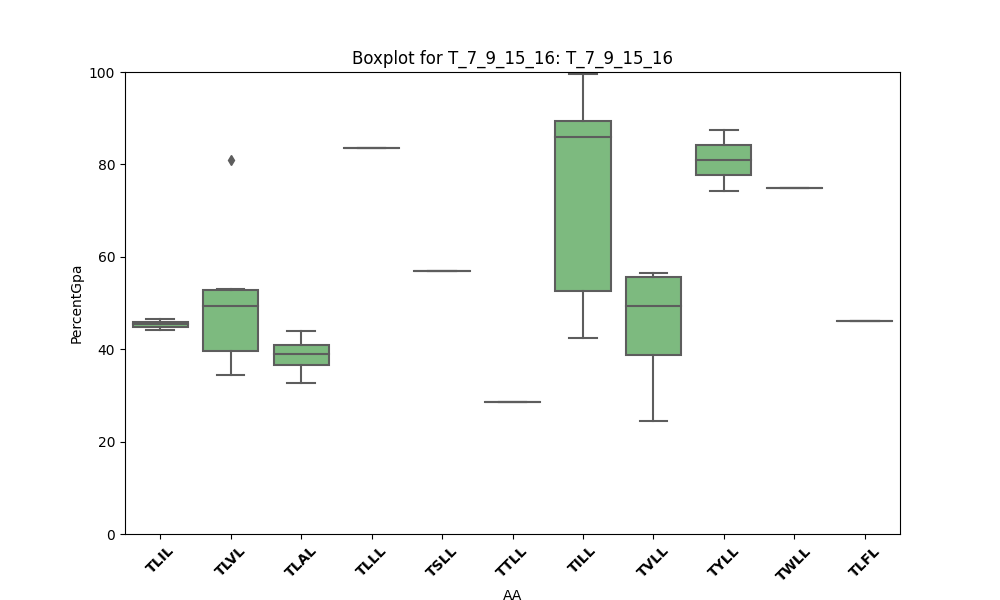 Boxplot for T_7_9_15_16: T_7_9_15_16
100
80
60
40
20
0
PercentGpa
TLIL TLVL TLAL TLLL TSLL TTLL TILL TVLL TYLL TWLL TLFL
AA